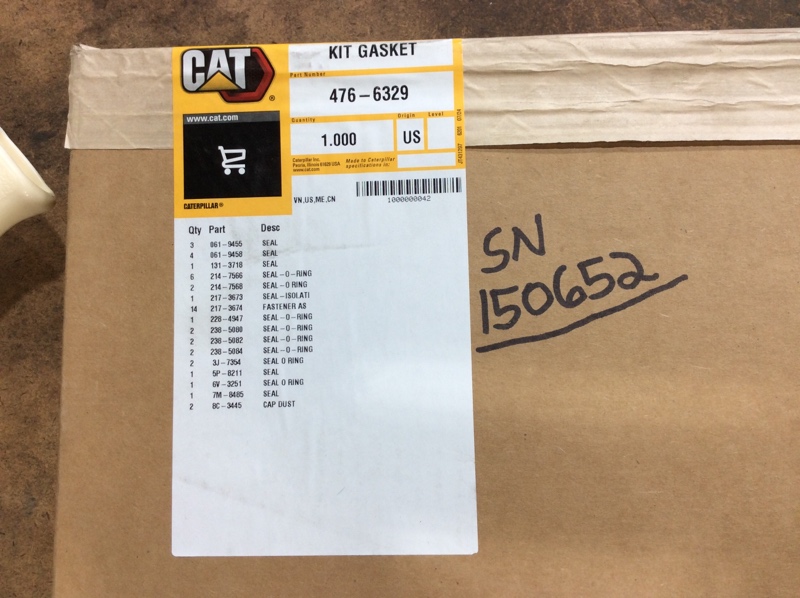 CAT
®
KIT GASKET
Part Number
476-6329
www.cat.com
Quantity
Origin
Level
1.000
US
Caterpillar Inc.
Peoria, Illinois 61629 USA
www.cat.com
Made to Caterpillar
specifications in:
CATERPILLAR®
VN,US,ME,CN
1000000042
Qty Part Desc
3 061-9455 SEAL
4 061-9458 SEAL
1 131-3718 SEAL
6 214-7566 SEAL-O-RING
2 214-7568 SEAL-O RING
1 217-3673 SEAL-ISOLATI
14 217-3674 FASTENER AS
1 228-4947 SEAL-O-RING
2 238-5080 SEAL-O-RING
2 238-5082 SEAL-O-RING
2 238-5084 SEAL-O-RING
2 3J-7354 SEAL O RING
1 5P-8211 SEAL
1 6V-3251 SEAL O RING
1 7M-8485 SEAL
2 8C-3445 CAP DUST
SN
150652